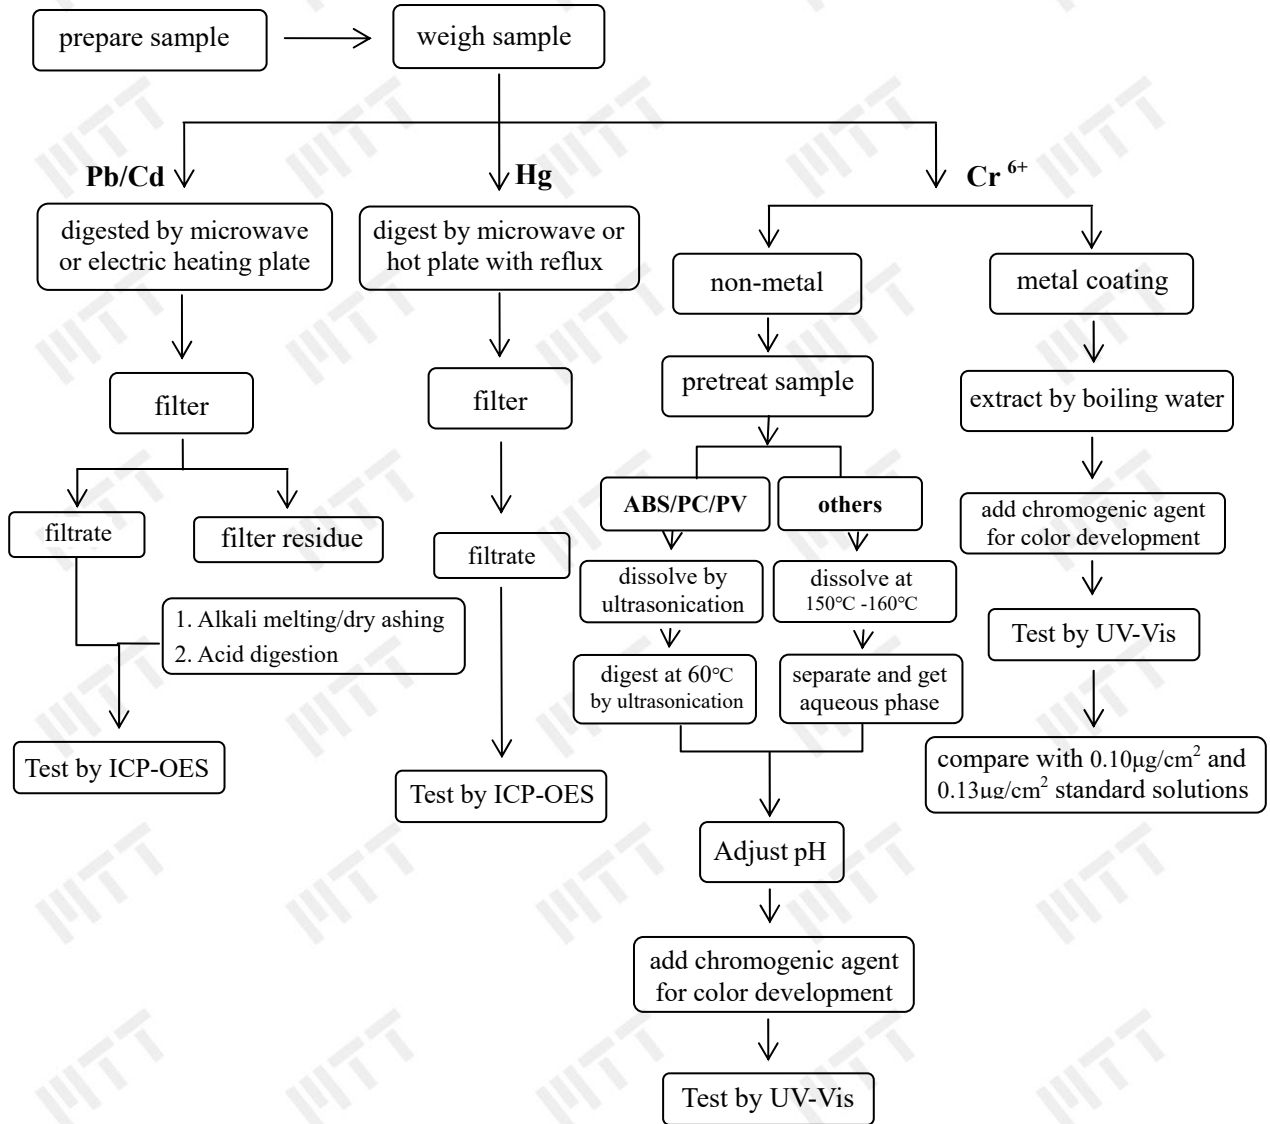 prepare sample
weigh sample
Pb/Cd
Hg
Cr 6+
digested by microwave
or electric heating plate
digest by microwave or
hot plate with reflux
non-metal
metal coating
filter
filter
pretreat sample
extract by boiling water
filtrate
filter residue
filtrate
ABS/PC/PV
others
add chromogenic agent
for color development
dissolve by
ultrasonication
dissolve at
150℃ -160℃
1. Alkali melting/dry ashing
2. Acid digestion
Test by UV-Vis
digest at 60℃
by ultrasonication
separate and get
aqueous phase
Test by ICP-OES
Test by ICP-OES
compare with 0.10μg/cm2 and
0.13μg/cm2 standard solutions
Adjust pH
add chromogenic agent
for color development
Test by UV-Vis
MTT